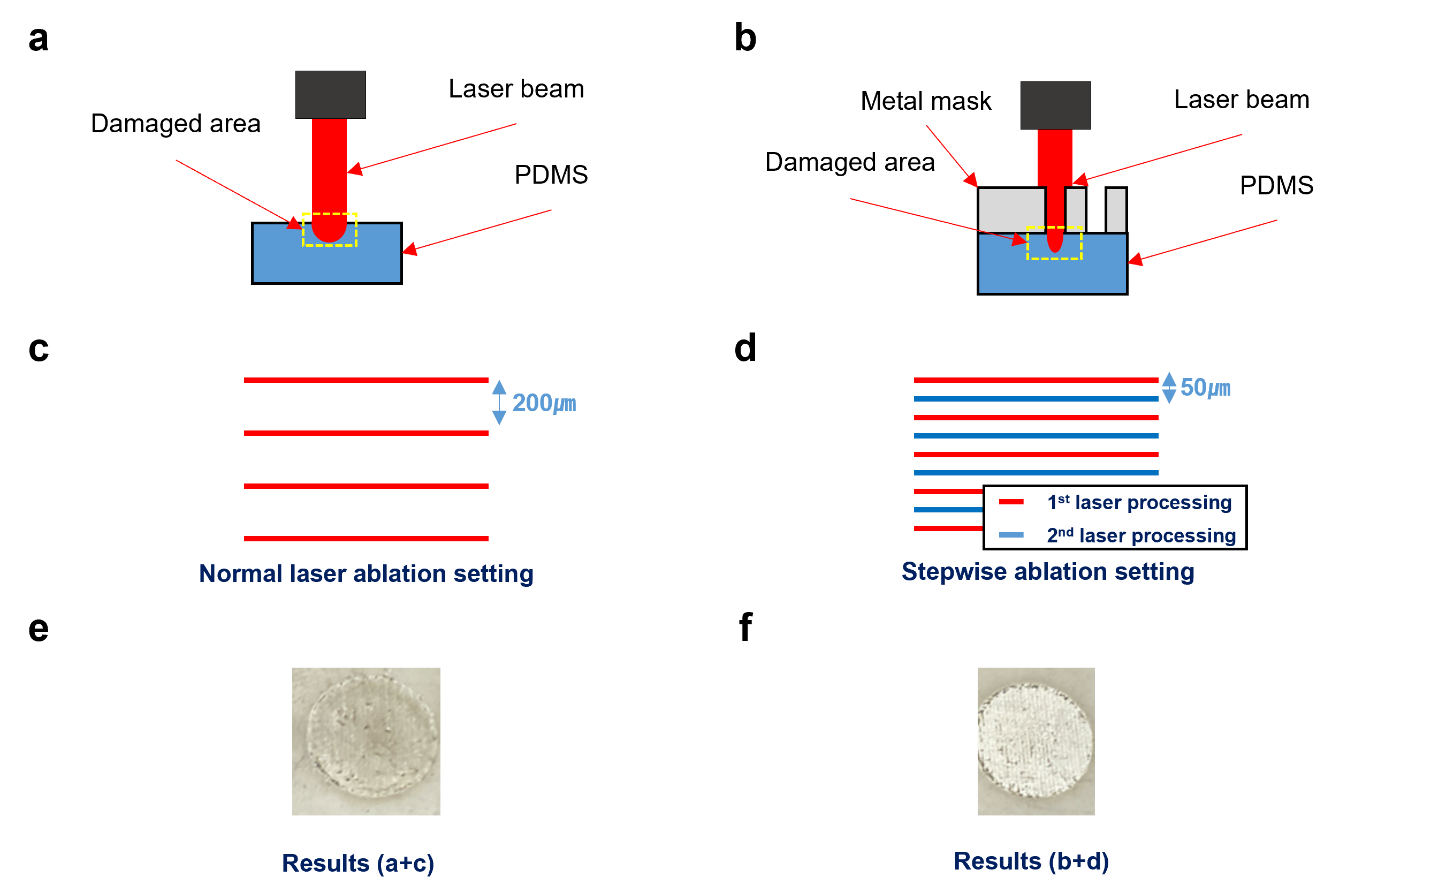 a
Laser beam
Damaged area
PDMS
b
Metal mask
Laser beam
Damaged area
PDMS
c
200㎛
Normal laser ablation setting
d
50㎛
1st laser processing
2nd laser processing
Stepwise ablation setting
e
Results (a+c)
f
Results (b+d)